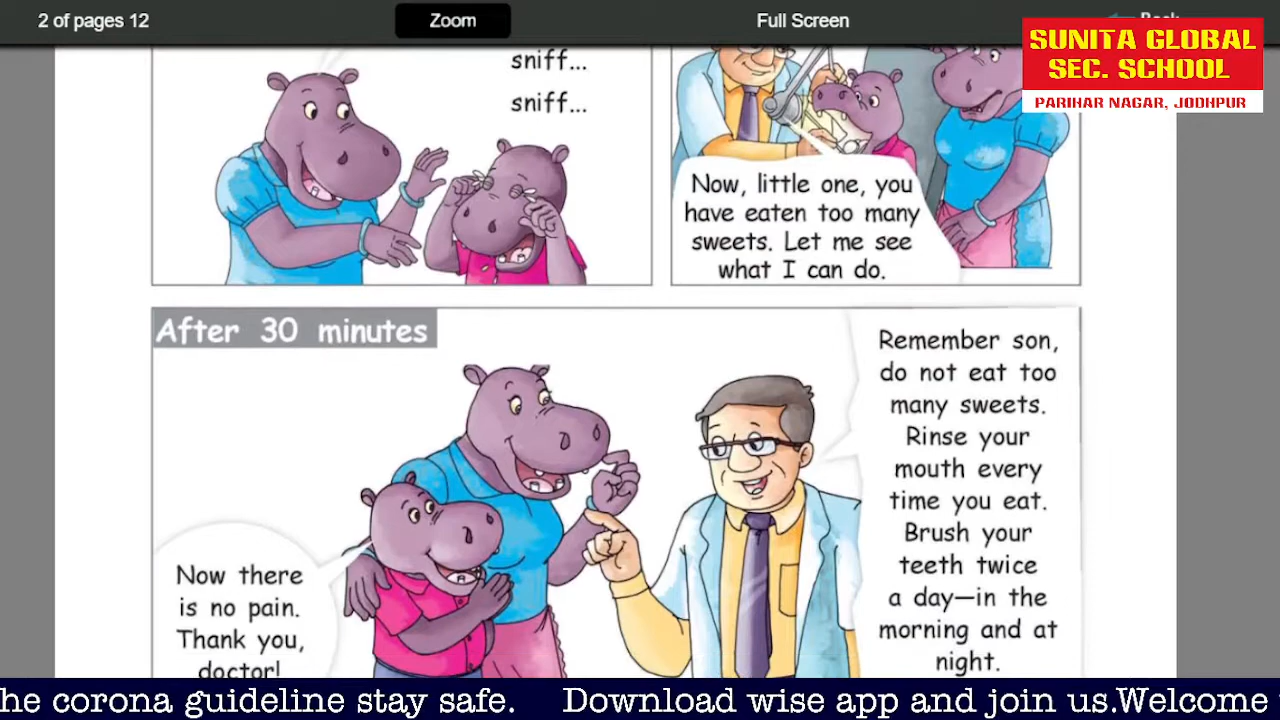 2 of pages 12
Zoom
Full Screen
Back
SUNITA GLOBAL
SEC. SCHOOL
PARIHAR NAGAR, JODHPUR
sniff...
sniff...
Now, little one, you
have eaten too many
sweets. Let me see
what I can do.
After 30 minutes
Remember son,
do not eat too
many sweets.
Rinse your
mouth every
time you eat.
Brush your
teeth twice
a day—in the
morning and at
night.
Now there
is no pain.
Thank you,
doctor!
he corona guideline stay safe. Download wise app and join us.Welcome